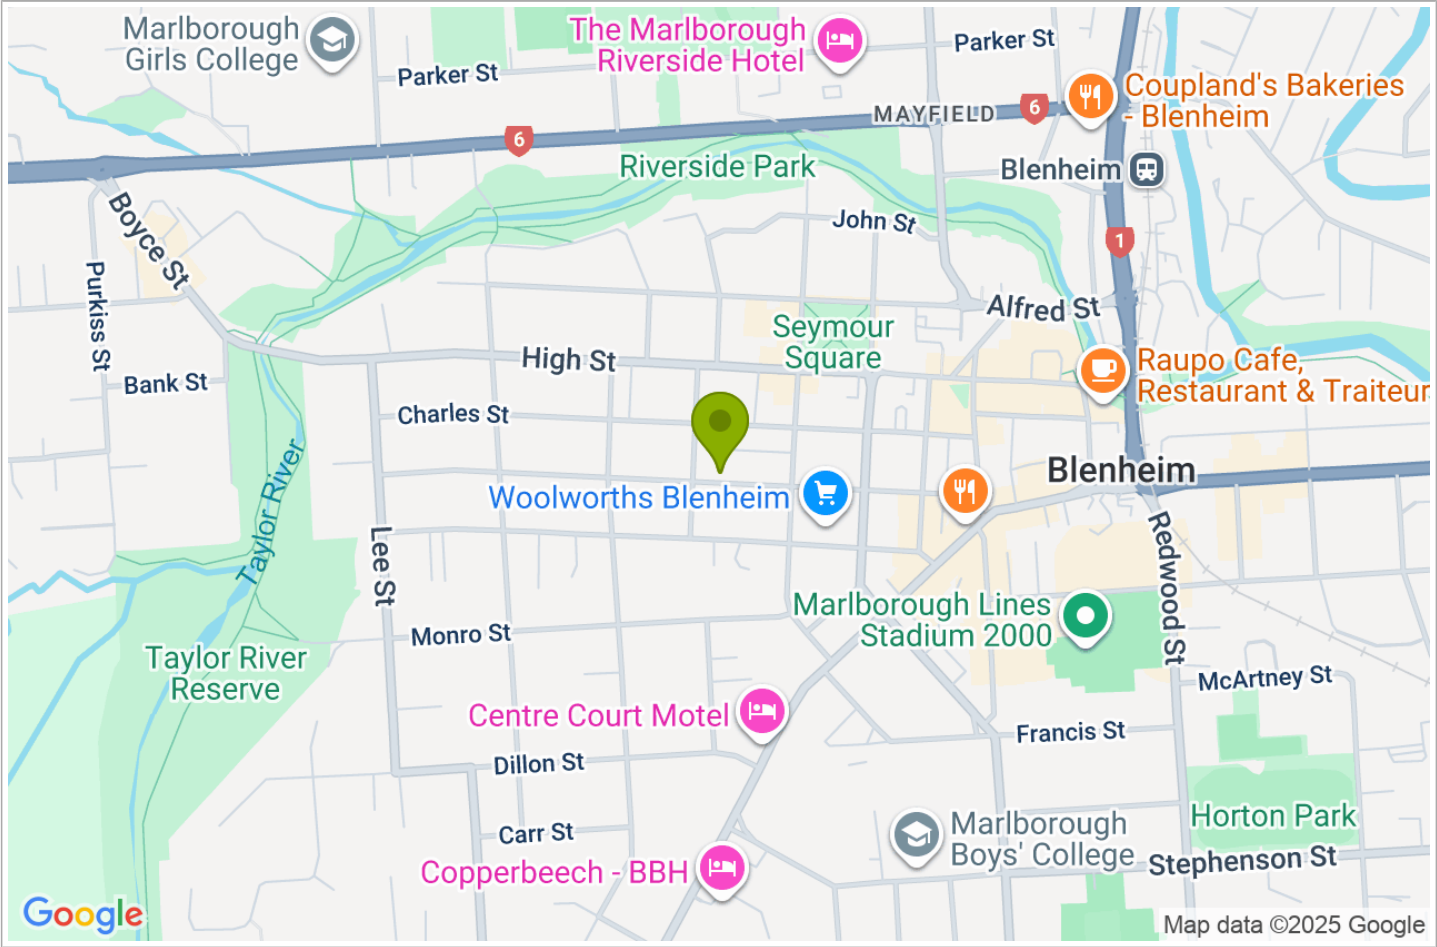 Marlborough
Girls College
The Marlborough
Riverside Hotel
Parker St
Parker St
Coupland's Bakeries
- Blenheim
MAYFIELD
6
6
Riverside Park
Blenheim
Boyce St
John St
1
Purkiss St
Alfred St
Seymour
Square
High St
Raupo Cafe,
Restaurant & Traiteur
Bank St
Charles St
Taylor River
Blenheim
Woolworths Blenheim
Lee St
Redwood St
Marlborough Lines
Stadium 2000
Monro St
Taylor River
Reserve
McArtney St
Centre Court Motel
Francis St
Dillon St
Horton Park
Carr St
Marlborough
Boys' College
Stephenson St
Copperbeech - BBH
Google
Map data ©2025 Google